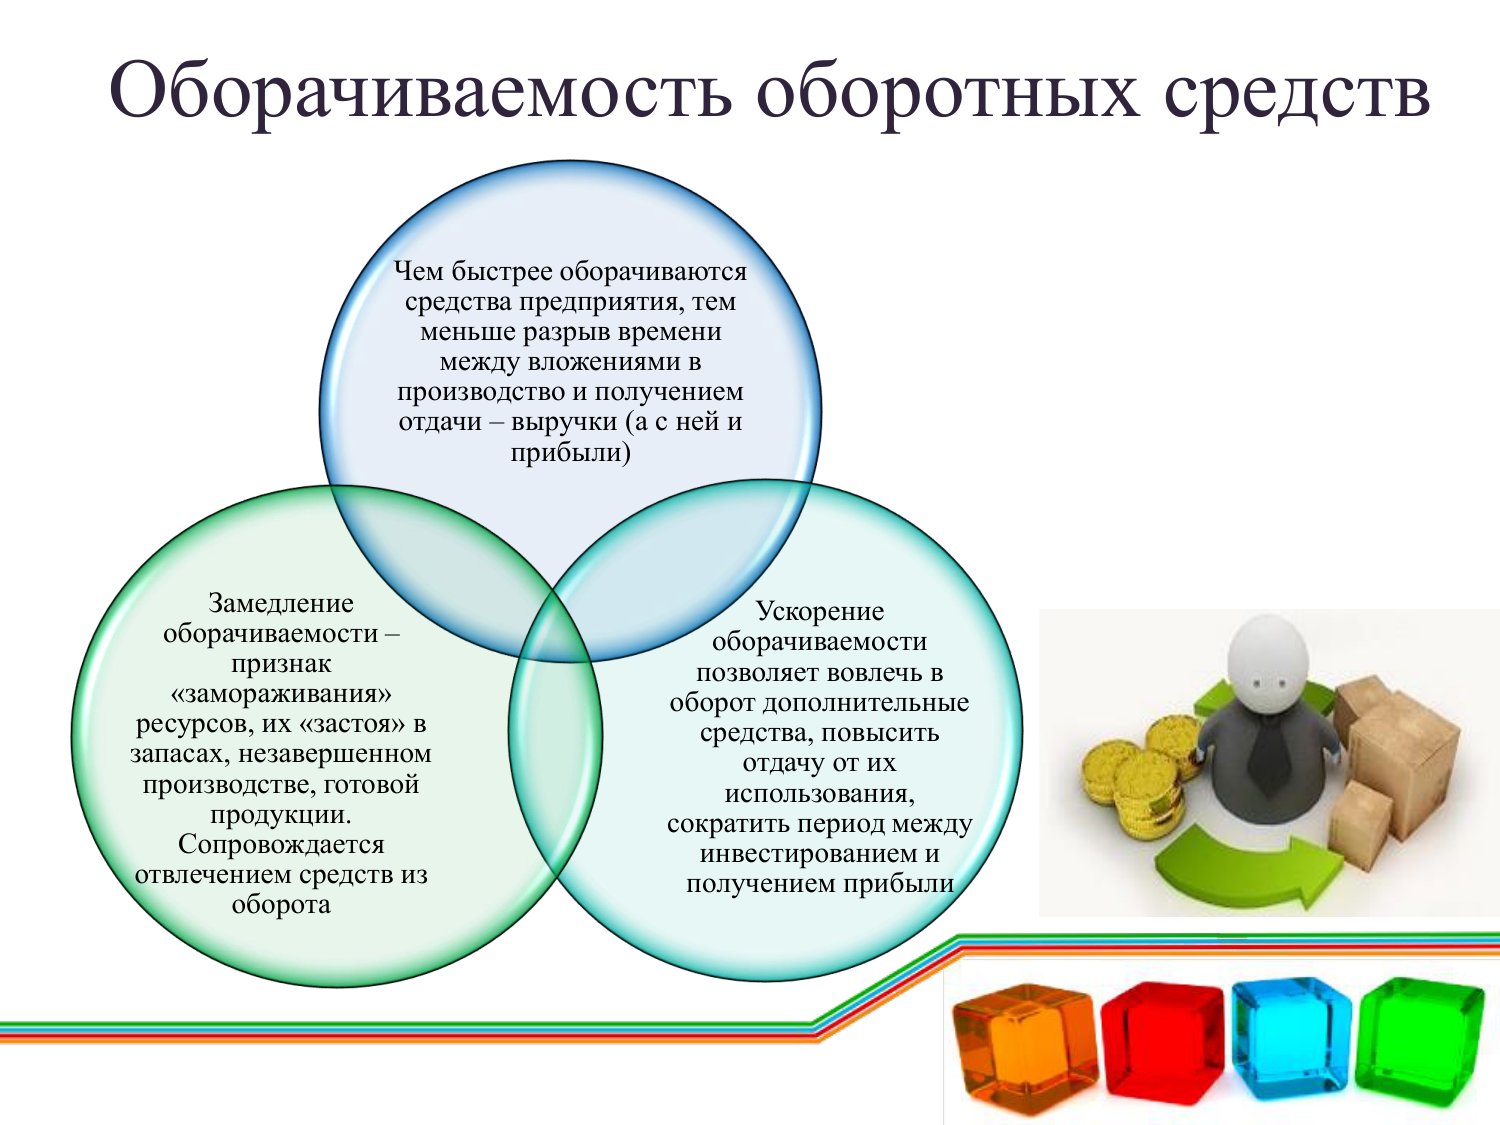 Оборачиваемость оборотных средств
Чем быстрее оборачиваются
средства предприятия, тем
меньше разрыв времени
между вложениями в
производство и получением
отдачи – выручки (а с ней и
прибыли)
Замедление
оборачиваемости –
признак
«замораживания»
ресурсов, их «застоя» в
запасах, незавершенном
производстве, готовой
продукции.
Сопровождается
отвлечением средств из
оборота
Ускорение
оборачиваемости
позволяет вовлечь в
оборот дополнительные
средства, повысить
отдачу от их
использования,
сократить период между
инвестированием и
получением прибыли